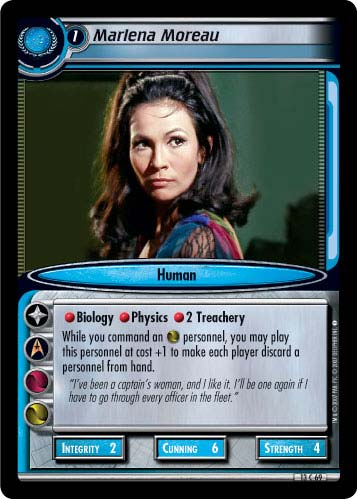 1 Marlena Moreau
Human
Biology Physics 2 Treachery
While you command an personnel, you may play
this personnel at cost +1 to make each player discard a
personnel from hand.
"I've been a captain's woman, and I like it. I'll be one again if I
have to go through every officer in the fleet."
INTEGRITY 2 CUNNING 6 STRENGTH 4
11 C 60